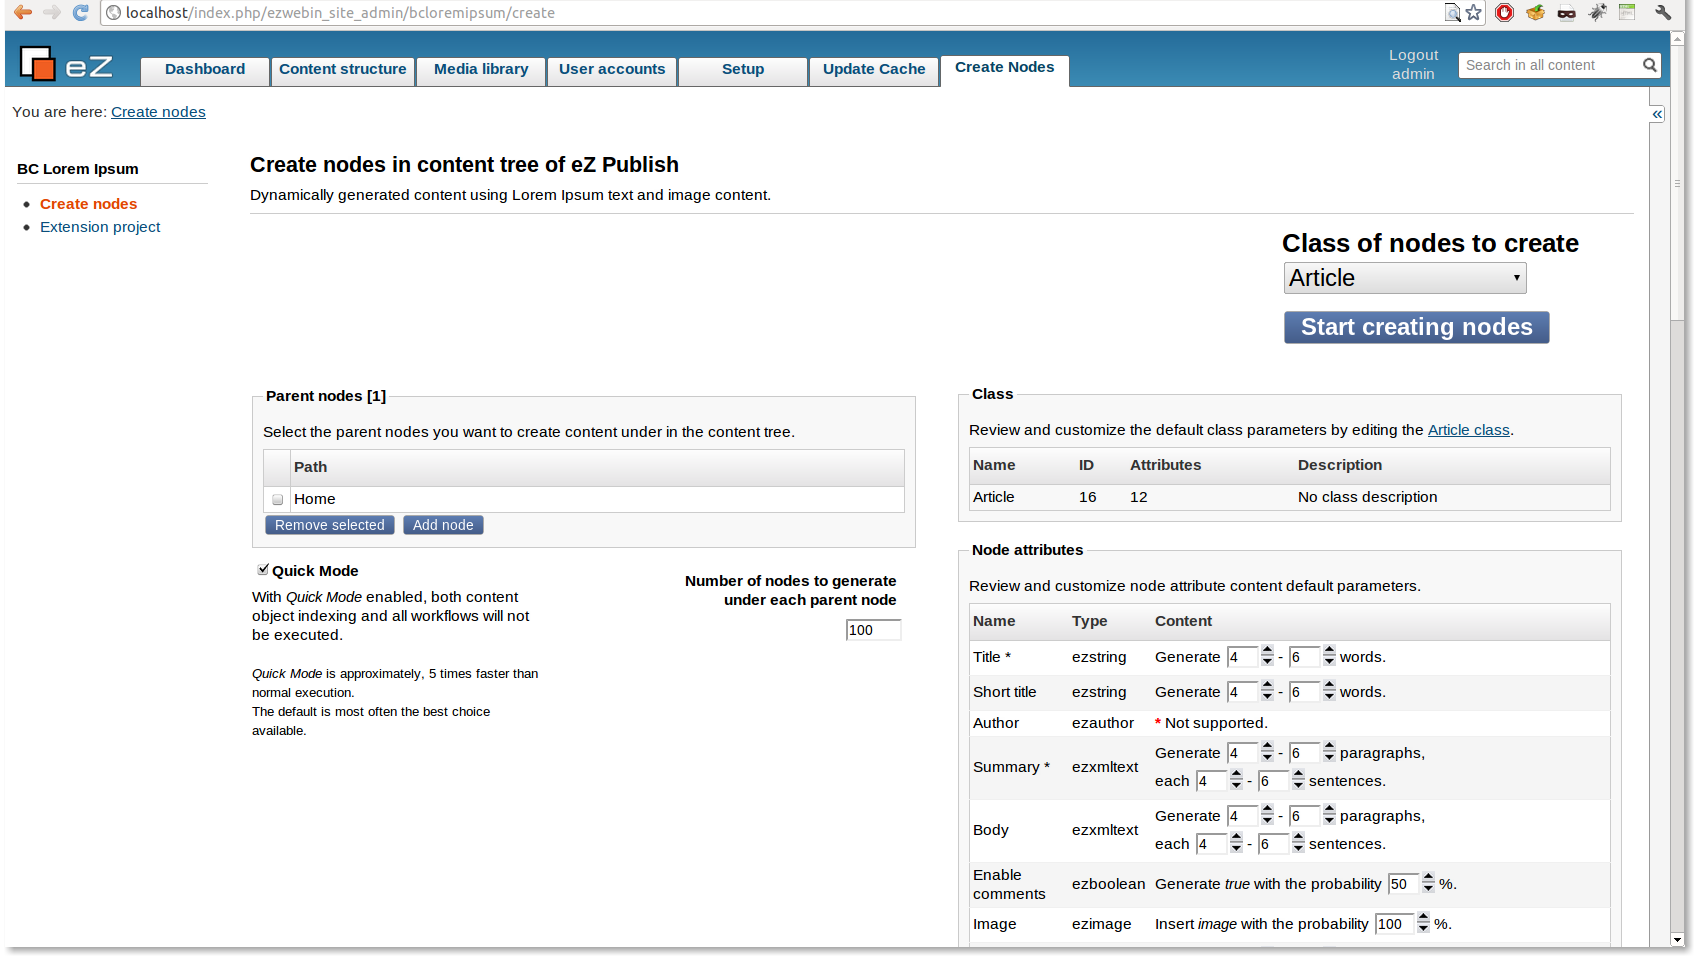 localhost/index.php/ezwebin_site_admin/bcloremipsum/create
eZ
Dashboard
Content structure
Media library
User accounts
Setup
Update Cache
Create Nodes
Logout
admin
Search in all content
You are here: Create nodes
«
BC Lorem Ipsum
Create nodes
Extension project
Create nodes in content tree of eZ Publish
Dynamically generated content using Lorem Ipsum text and image content.
Class of nodes to create
Article
Start creating nodes
Parent nodes [1]
Select the parent nodes you want to create content under in the content tree.
Path
Home
Remove selected Add node
Quick Mode
With Quick Mode enabled, both content
object indexing and all workflows will not
be executed.
Quick Mode is approximately, 5 times faster than
normal execution.
The default is most often the best choice
available.
Number of nodes to generate
under each parent node
100
Class
Review and customize the default class parameters by editing the Article class.
Name ID Attributes Description
Article 16 12 No class description
Node attributes
Review and customize node attribute content default parameters.
Name Type Content
Title * ezstring Generate 4 - 6 words.
Short title ezstring Generate 4 - 6 words.
Author ezauthor * Not supported.
Summary * ezxmltext Generate 4 - 6 paragraphs,
each 4 - 6 sentences.
Body ezxmltext Generate 4 - 6 paragraphs,
each 4 - 6 sentences.
Enable
comments ezboolean Generate true with the probability 50 %.
Image ezimage Insert image with the probability 100 %.